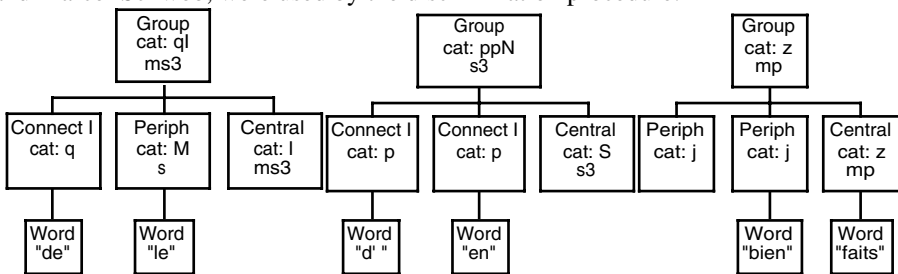 Group
cat: qI
ms3
Group
cat: ppN
s3
Group
cat: z
mp
Connect I
cat: q
Periph
cat: M
s
Central
cat: I
ms3
Connect I
cat: p
Connect I
cat: p
Central
cat: S
s3
Periph
cat: j
Periph
cat: j
Central
cat: z
mp
Word
"de"
Word
"le"
Word
"d' "
Word
"en"
Word
"bien"
Word
"faits"